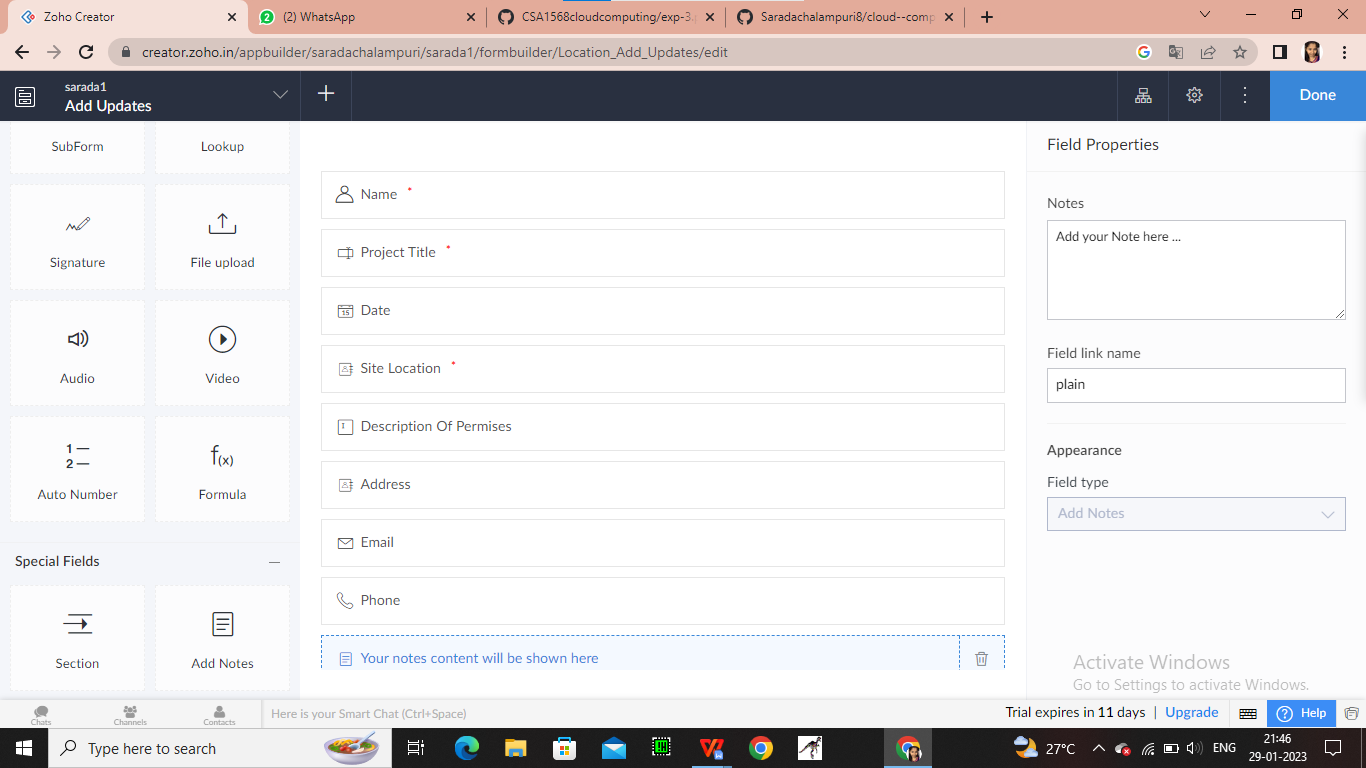 Zoho Creator
(2) WhatsApp
CSA1568cloudcomputing/exp-3.p
Saradachalampuri8/cloud--comp
creator.zoho.in/appbuilder/saradachalampuri/sarada1/formbuilder/Location_Add_Updates/edit
sarada1
Add Updates
Done
SubForm
Lookup
Signature
File upload
Audio
Video
1
2
Auto Number
f(x)
Formula
Special Fields
Section
Add Notes
Name *
Project Title *
15
Date
Site Location *
Description Of Permises
Address
Email
Phone
Your notes content will be shown here
Field Properties
Notes
Add your Note here ...
Field link name
plain
Appearance
Field type
Add Notes
Activate Windows
Go to Settings to activate Windows.
Chats
Channels
Contacts
Here is your Smart Chat (Ctrl+Space)
Trial expires in 11 days | Upgrade
Help
Type here to search
27°C
ENG
21:46
29-01-2023